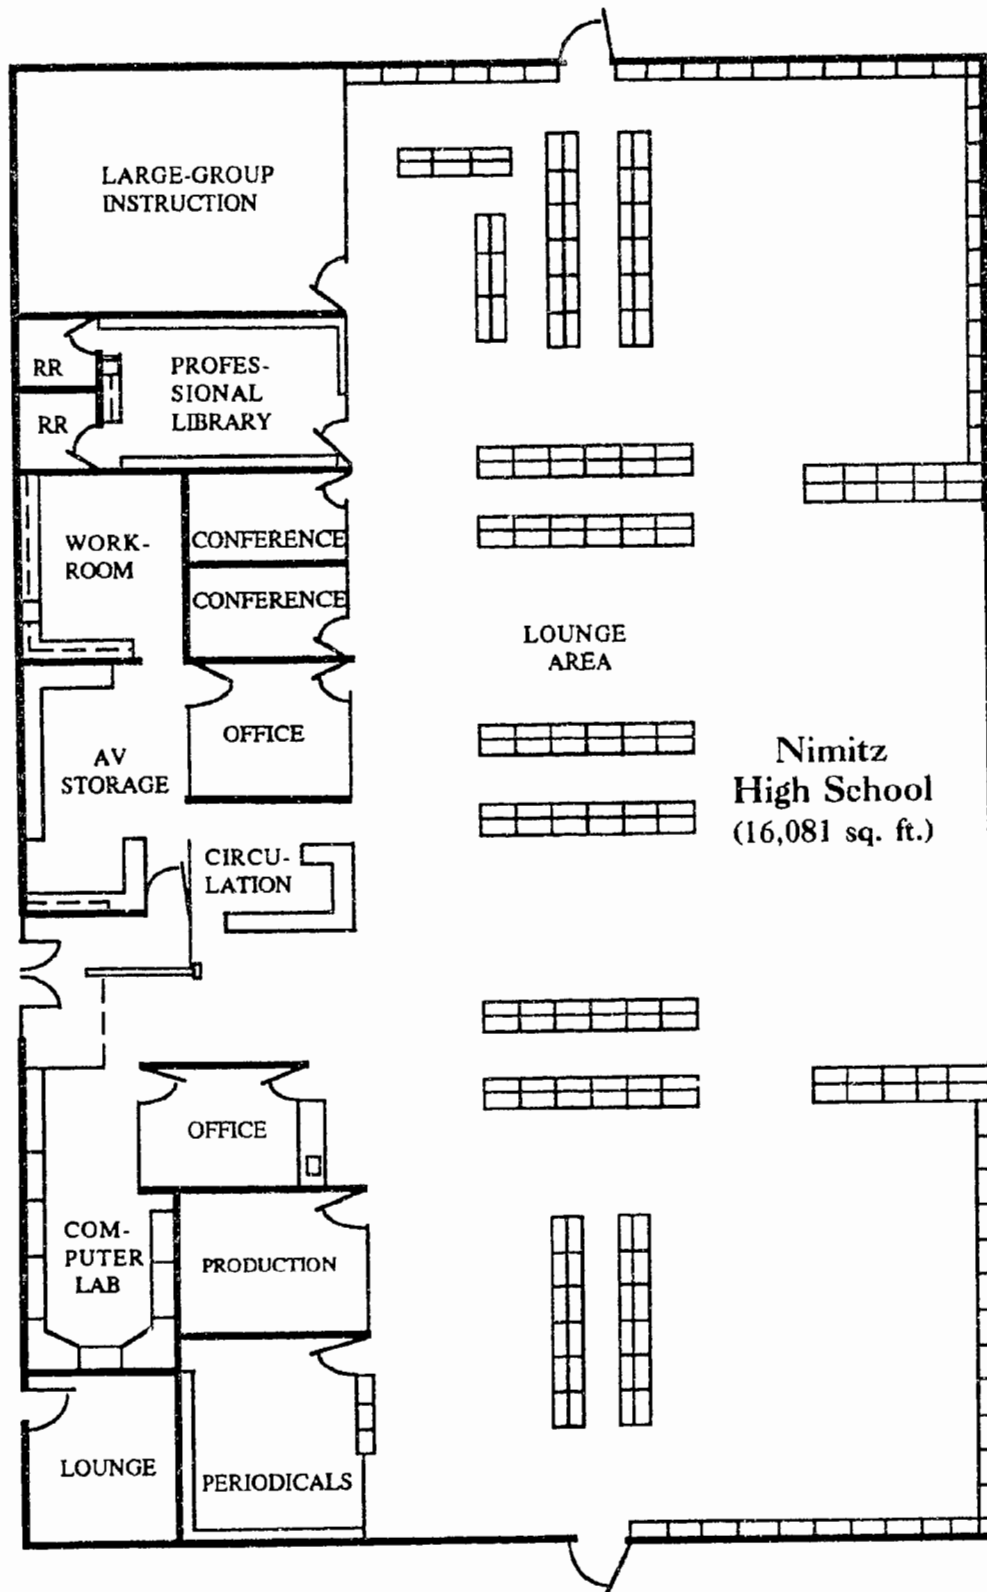 LARGE-GROUP
INSTRUCTION
RR
PROFES-
SIONAL
LIBRARY
RR
WORK-
ROOM
CONFERENCE
CONFERENCE
LOUNGE
AREA
OFFICE
AV
STORAGE
Nimitz
High School
(16,081 sq. ft.)
CIRCU-
LATION
OFFICE
COM-
PUTER
LAB
PRODUCTION
LOUNGE
PERIODICALS